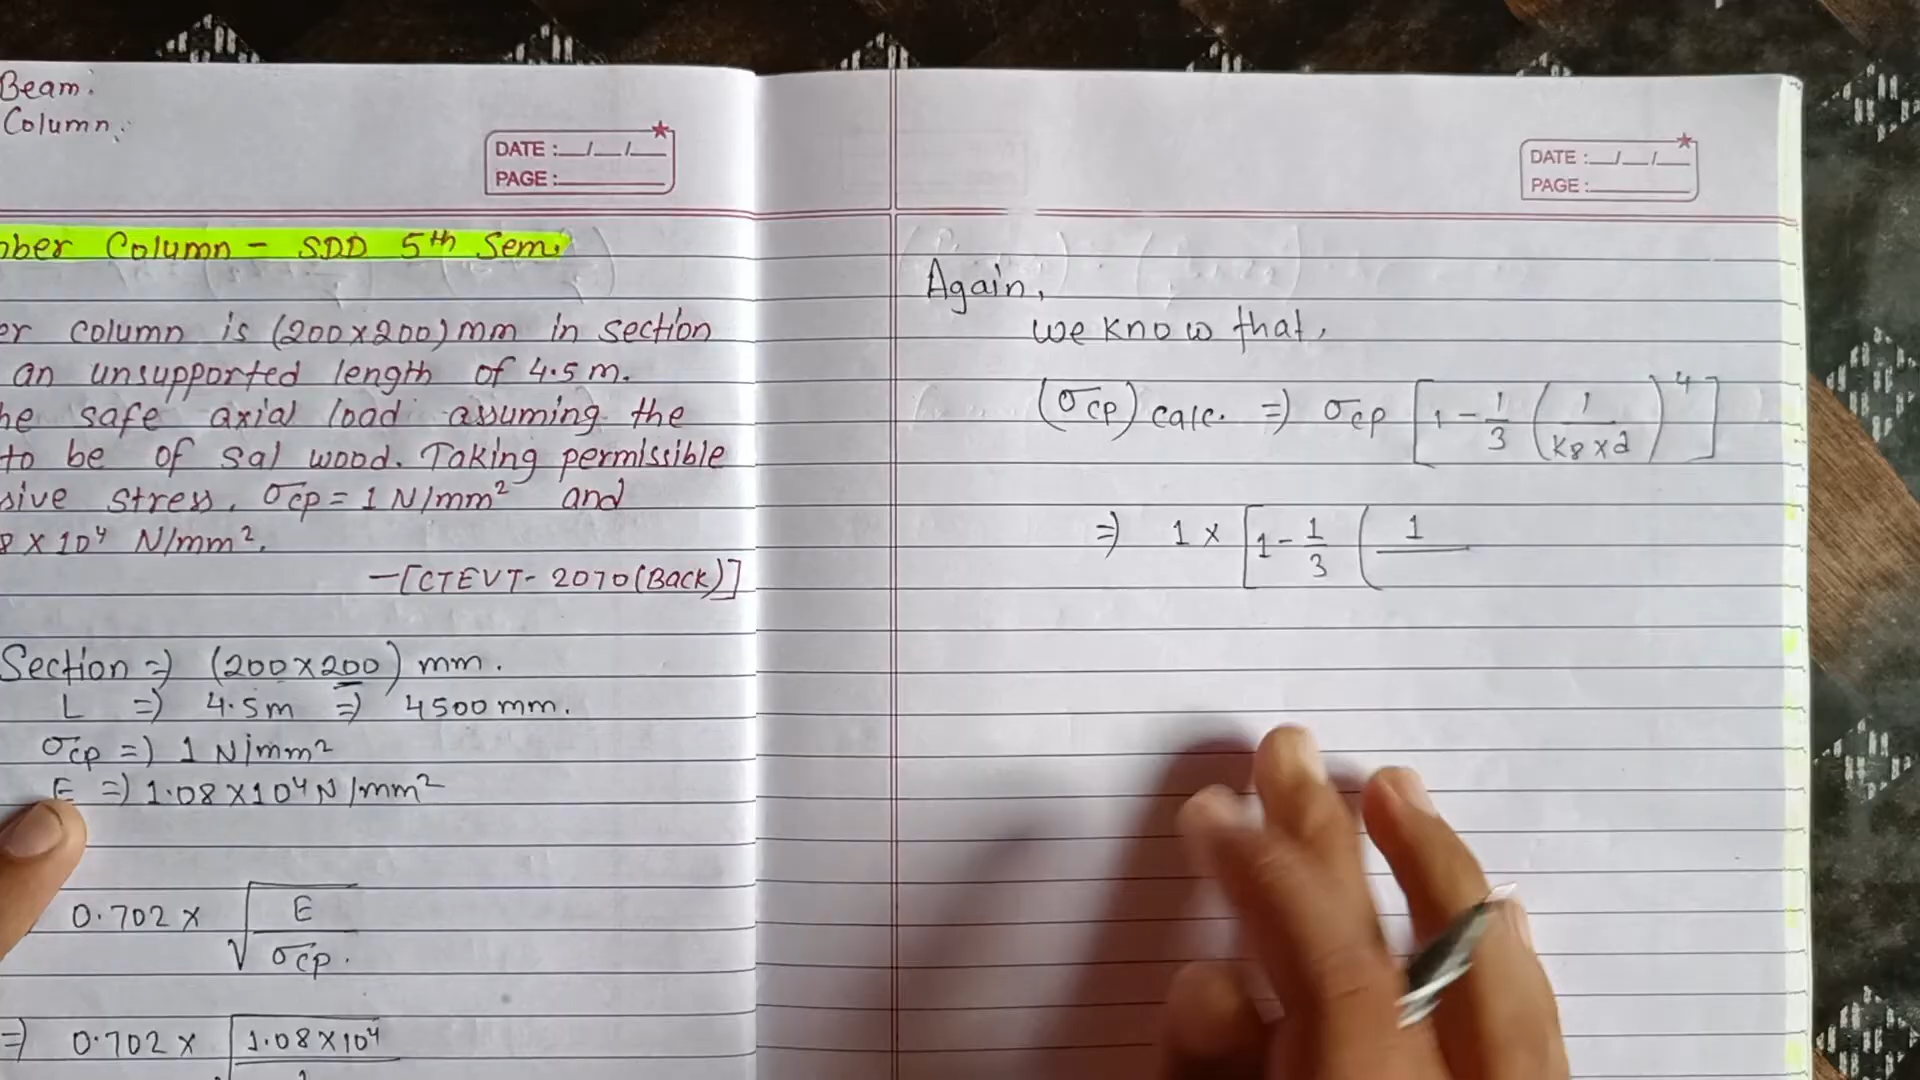 Beam.
Column.
DATE :__/__/__
PAGE :________
ber Column - SDD 5th Sem.
er column is (200x200)mm in section
an unsupported length of 4.5 m.
he safe axial load assuming the
to be of sal wood. Taking permissible
sive stress, σcp = 1 N/mm² and
8 X 10⁴ N/mm².
-[CTEVT- 2070(Back)]
Section => (200x200) mm.
L => 4.5m => 4500mm.
σcp => 1 N/mm²
E => 1.08 x 10⁴ N/mm²
0.702 x √(E/σcp.)
=> 0.702 x √(1.08 X 10⁴/1
DATE :__/__/__
PAGE :________
Again,
we know that,
(σcp) calc. => σcp [1 - 1/3 (1/(K8 x d))⁴]
=> 1 x [1 - 1/3 (1/